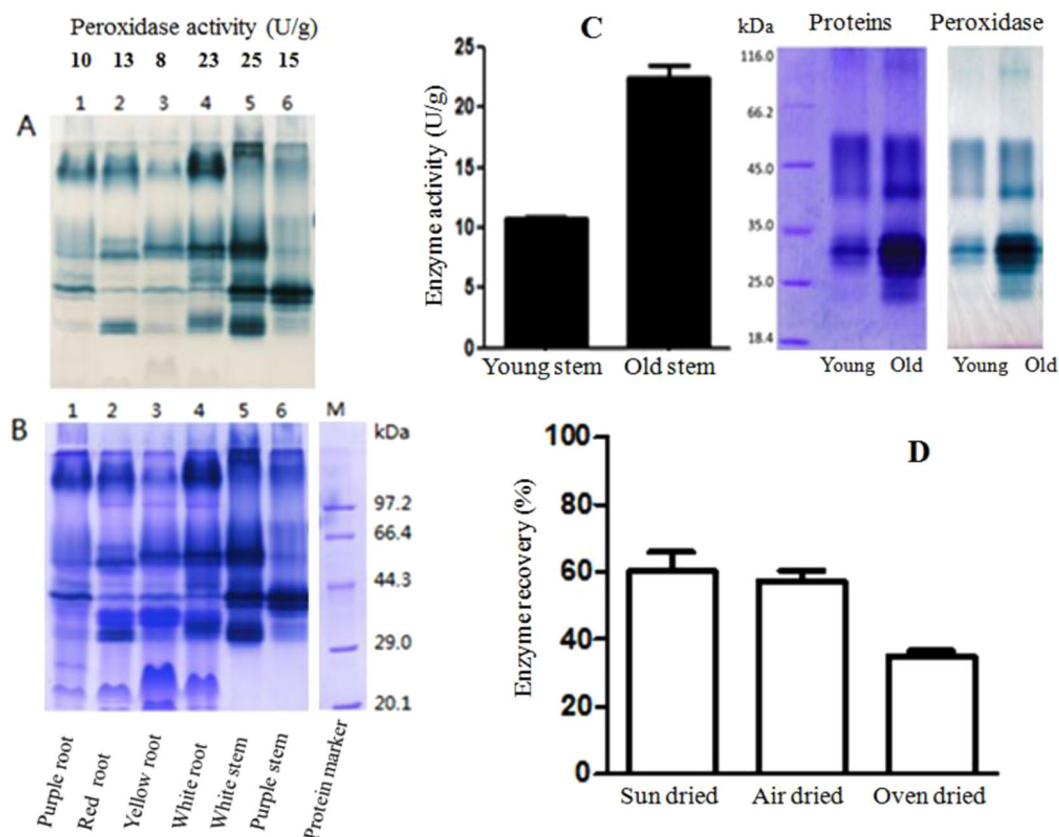 Peroxidase activity (U/g)
10 13 8 23 25 15
1 2 3 4 5 6
A
B
1 2 3 4 5 6 M
kDa
97.2
66.4
44.3
29.0
20.1
Purple root
Red root
Yellow root
White root
White stem
Purple stem
Protein marker
C
Enzyme activity (U/g)
25
20
15
10
5
0
Young stem Old stem
kDa Proteins Peroxidase
116.0
66.2
45.0
35.0
25.0
18.4
Young Old Young Old
D
Enzyme recovery (%)
100
80
60
40
20
0
Sun dried Air dried Oven dried